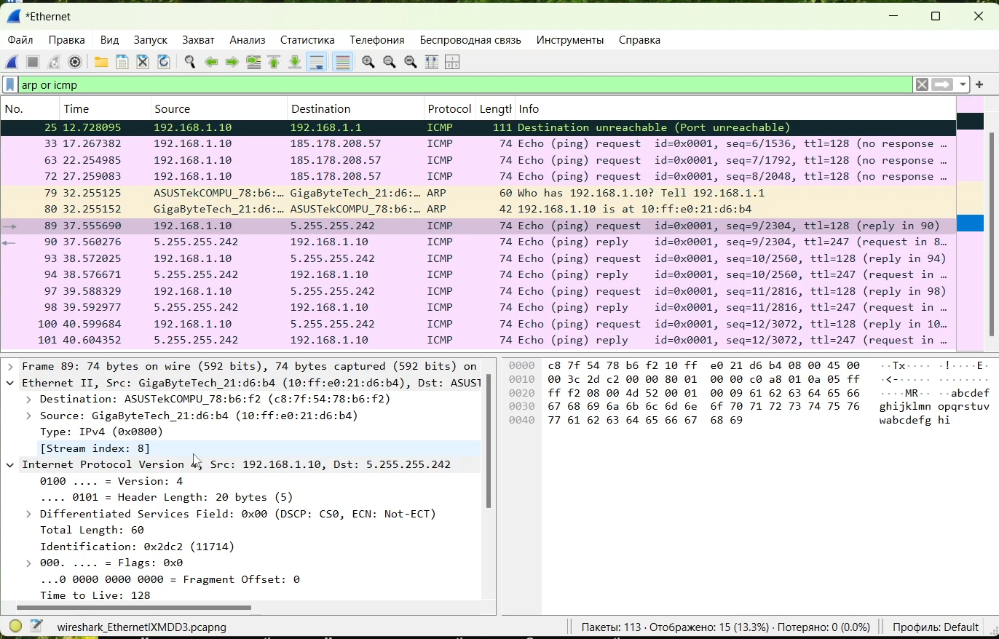 *Ethernet
Файл Правка Вид Запуск Захват Анализ Статистика Телефония Беспроводная связь Инструменты Справка
arp or icmp
No. Time Source Destination Protocol Length Info
25 12.728095 192.168.1.10 192.168.1.1 ICMP 111 Destination unreachable (Port unreachable)
33 17.267382 192.168.1.10 185.178.208.57 ICMP 74 Echo (ping) request id=0x0001, seq=6/1536, ttl=128 (no response …
63 22.254985 192.168.1.10 185.178.208.57 ICMP 74 Echo (ping) request id=0x0001, seq=7/1792, ttl=128 (no response …
72 27.259083 192.168.1.10 185.178.208.57 ICMP 74 Echo (ping) request id=0x0001, seq=8/2048, ttl=128 (no response …
79 32.255125 ASUSTekCOMPU_78:b6:… GigaByteTech_21:d6:… ARP 60 Who has 192.168.1.10? Tell 192.168.1.1
80 32.255152 GigaByteTech_21:d6:… ASUSTekCOMPU_78:b6:… ARP 42 192.168.1.10 is at 10:ff:e0:21:d6:b4
89 37.555690 192.168.1.10 5.255.255.242 ICMP 74 Echo (ping) request id=0x0001, seq=9/2304, ttl=128 (reply in 90)
90 37.560276 5.255.255.242 192.168.1.10 ICMP 74 Echo (ping) reply id=0x0001, seq=9/2304, ttl=247 (request in 8…
93 38.572025 192.168.1.10 5.255.255.242 ICMP 74 Echo (ping) request id=0x0001, seq=10/2560, ttl=128 (reply in 94)
94 38.576671 5.255.255.242 192.168.1.10 ICMP 74 Echo (ping) reply id=0x0001, seq=10/2560, ttl=247 (request in …
97 39.588329 192.168.1.10 5.255.255.242 ICMP 74 Echo (ping) request id=0x0001, seq=11/2816, ttl=128 (reply in 98)
98 39.592977 5.255.255.242 192.168.1.10 ICMP 74 Echo (ping) reply id=0x0001, seq=11/2816, ttl=247 (request in …
100 40.599684 192.168.1.10 5.255.255.242 ICMP 74 Echo (ping) request id=0x0001, seq=12/3072, ttl=128 (reply in 10…
101 40.604352 5.255.255.242 192.168.1.10 ICMP 74 Echo (ping) reply id=0x0001, seq=12/3072, ttl=247 (request in …
Frame 89: 74 bytes on wire (592 bits), 74 bytes captured (592 bits) on
Ethernet II, Src: GigaByteTech_21:d6:b4 (10:ff:e0:21:d6:b4), Dst: ASUST
Destination: ASUSTekCOMPU_78:b6:f2 (c8:7f:54:78:b6:f2)
Source: GigaByteTech_21:d6:b4 (10:ff:e0:21:d6:b4)
Type: IPv4 (0x0800)
[Stream index: 8]
Internet Protocol Version 4, Src: 192.168.1.10, Dst: 5.255.255.242
0100 .... = Version: 4
.... 0101 = Header Length: 20 bytes (5)
Differentiated Services Field: 0x00 (DSCP: CS0, ECN: Not-ECT)
Total Length: 60
Identification: 0x2dc2 (11714)
000. .... = Flags: 0x0
...0 0000 0000 0000 = Fragment Offset: 0
Time to Live: 128
0000 c8 7f 54 78 b6 f2 10 ff e0 21 d6 b4 08 00 45 00 ··Tx···· ·!····E·
0010 00 3c 2d c2 00 00 80 01 00 00 c0 a8 01 0a 05 ff ·<-····· ········
0020 ff f2 08 00 4d 52 00 01 00 09 61 62 63 64 65 66 ····MR·· ··abcdef
0030 67 68 69 6a 6b 6c 6d 6e 6f 70 71 72 73 74 75 76 ghijklmn opqrstuv
0040 77 61 62 63 64 65 66 67 68 69 wabcdefg hi
wireshark_EthernetIXMDD3.pcapng
Пакеты: 113 · Отображено: 15 (13.3%) · Потеряно: 0 (0.0%)
Профиль: Default